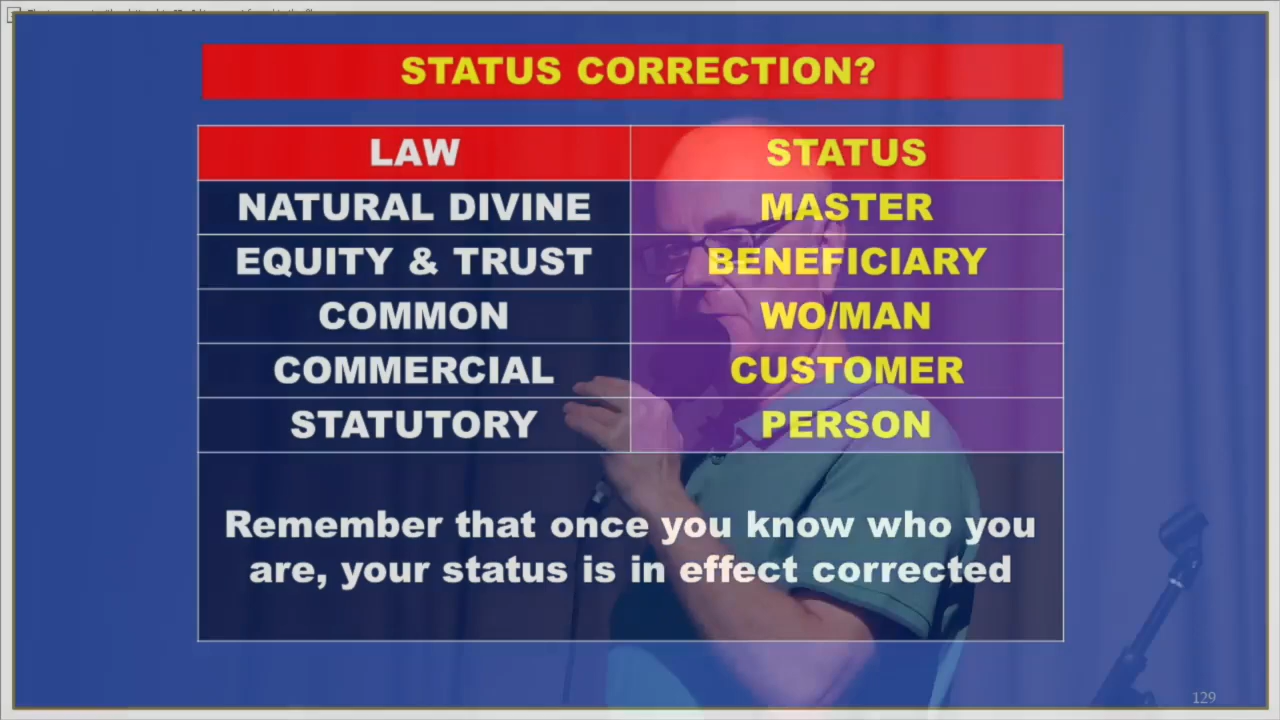 STATUS CORRECTION?
LAW STATUS
NATURAL DIVINE MASTER
EQUITY & TRUST BENEFICIARY
COMMON WO/MAN
COMMERCIAL CUSTOMER
STATUTORY PERSON
Remember that once you know who you
are, your status is in effect corrected
129